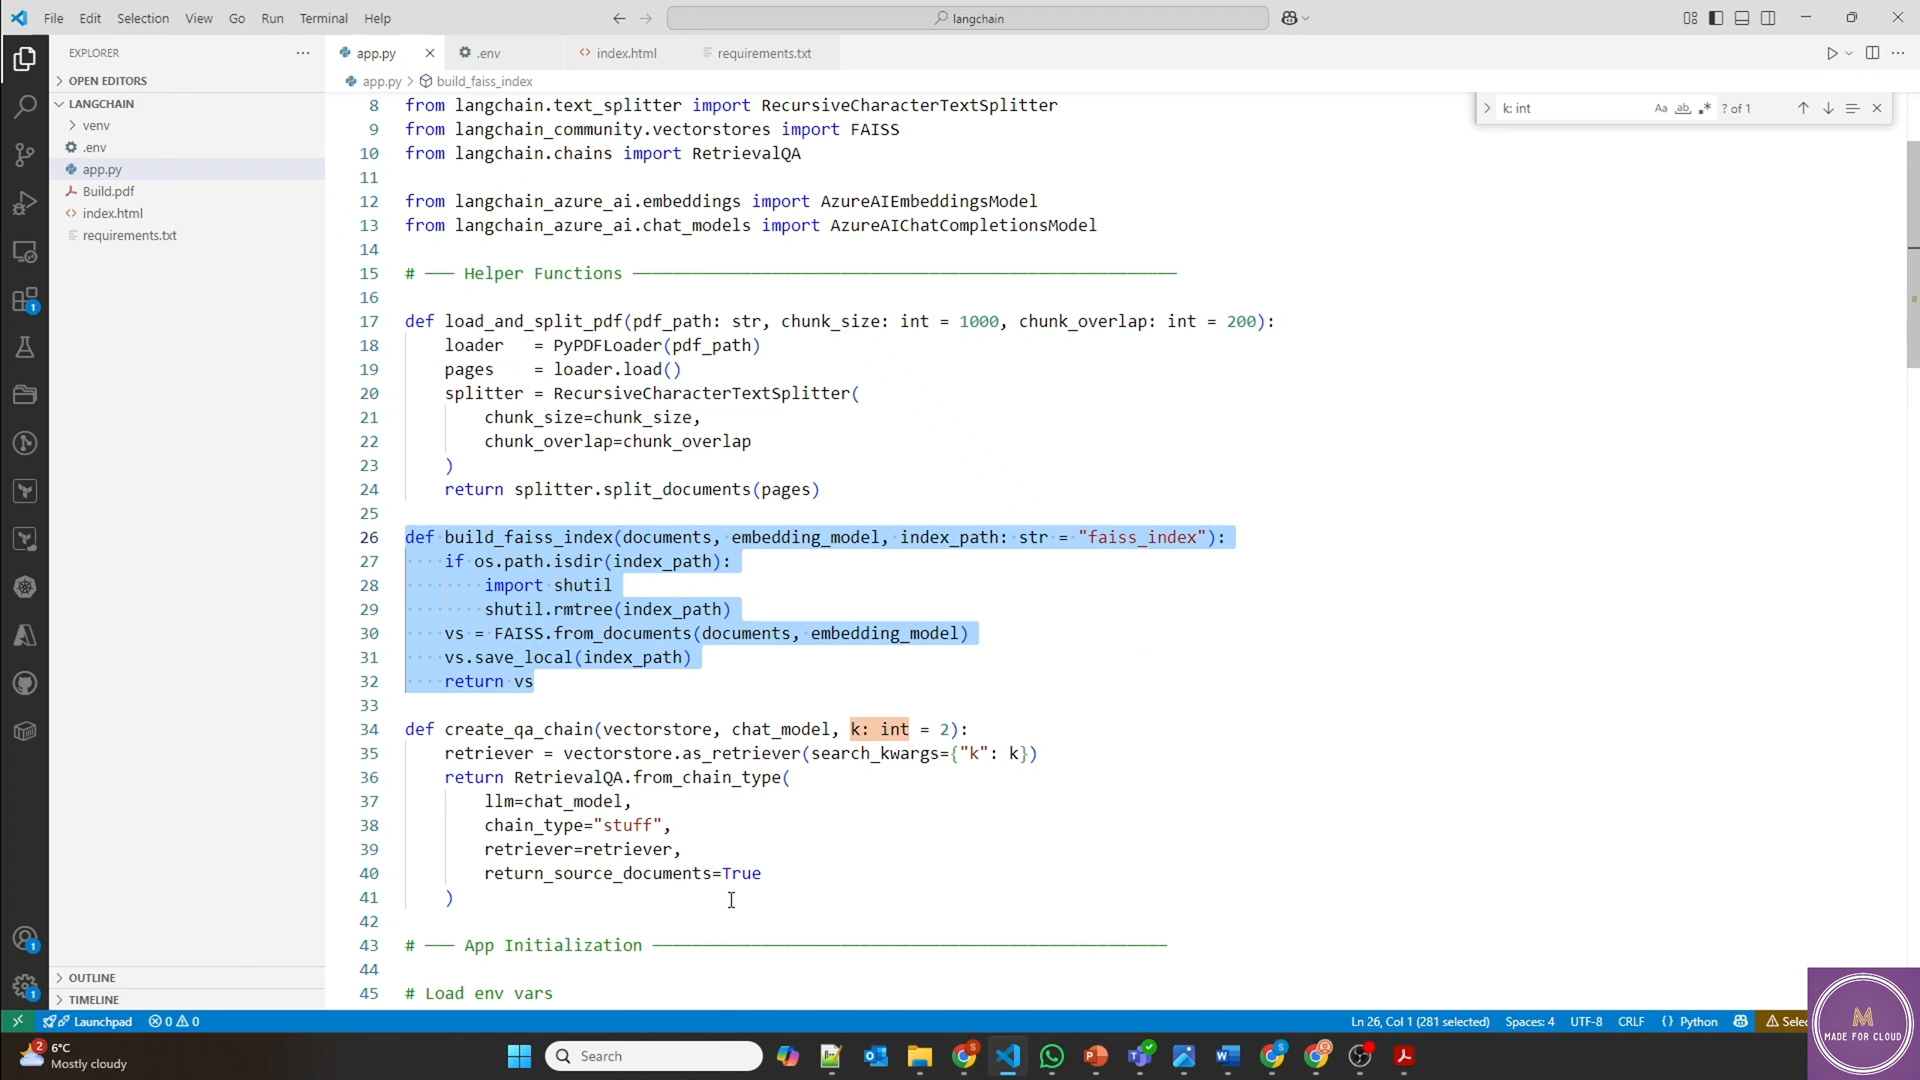 File Edit Selection View Go Run Terminal Help
langchain
EXPLORER
OPEN EDITORS
LANGCHAIN
venv
.env
app.py
Build.pdf
index.html
requirements.txt
OUTLINE
TIMELINE
app.py
.env
index.html
requirements.txt
app.py > build_faiss_index
k: int
Aa ab .* ? of 1
8 from langchain.text_splitter import RecursiveCharacterTextSplitter
9 from langchain_community.vectorstores import FAISS
10 from langchain.chains import RetrievalQA
11
12 from langchain_azure_ai.embeddings import AzureAIEmbeddingsModel
13 from langchain_azure_ai.chat_models import AzureAIChatCompletionsModel
14
15 # ── Helper Functions ──────────────────────────────
16
17 def load_and_split_pdf(pdf_path: str, chunk_size: int = 1000, chunk_overlap: int = 200):
18 loader = PyPDFLoader(pdf_path)
19 pages = loader.load()
20 splitter = RecursiveCharacterTextSplitter(
21 chunk_size=chunk_size,
22 chunk_overlap=chunk_overlap
23 )
24 return splitter.split_documents(pages)
25
26 def build_faiss_index(documents, embedding_model, index_path: str = "faiss_index"):
27 if os.path.isdir(index_path):
28 import shutil
29 shutil.rmtree(index_path)
30 vs = FAISS.from_documents(documents, embedding_model)
31 vs.save_local(index_path)
32 return vs
33
34 def create_qa_chain(vectorstore, chat_model, k: int = 2):
35 retriever = vectorstore.as_retriever(search_kwargs={"k": k})
36 return RetrievalQA.from_chain_type(
37 llm=chat_model,
38 chain_type="stuff",
39 retriever=retriever,
40 return_source_documents=True
41 )
42
43 # ── App Initialization ──────────────────────────────
44
45 # Load env vars
Launchpad 0 0
Ln 26, Col 1 (281 selected) Spaces: 4 UTF-8 CRLF {} Python Selec
6°C
Mostly cloudy
Search
M
MADE FOR CLOUD